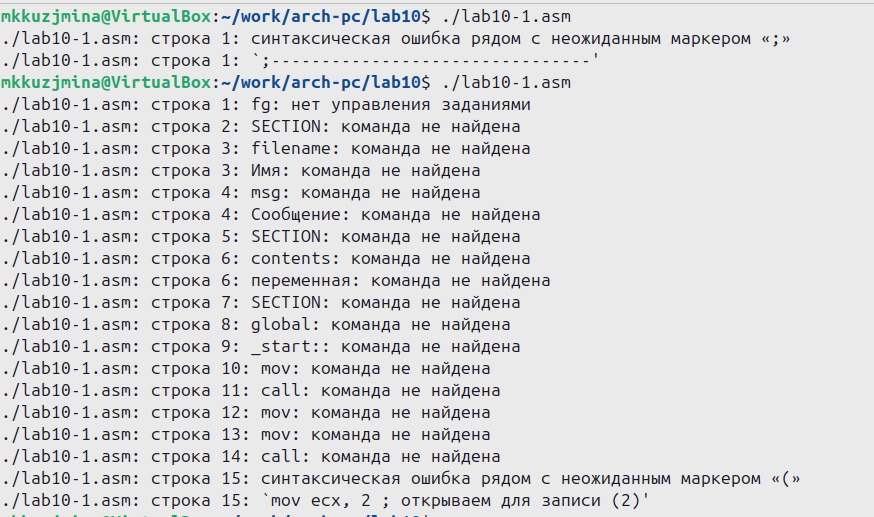 mkkuzjmina@VirtualBox:~/work/arch-pc/lab10$ ./lab10-1.asm
./lab10-1.asm: строка 1: синтаксическая ошибка рядом с неожиданным маркером «;»
./lab10-1.asm: строка 1: `;--------------------------------'
mkkuzjmina@VirtualBox:~/work/arch-pc/lab10$ ./lab10-1.asm
./lab10-1.asm: строка 1: fg: нет управления заданиями
./lab10-1.asm: строка 2: SECTION: команда не найдена
./lab10-1.asm: строка 3: filename: команда не найдена
./lab10-1.asm: строка 3: Имя: команда не найдена
./lab10-1.asm: строка 4: msg: команда не найдена
./lab10-1.asm: строка 4: Сообщение: команда не найдена
./lab10-1.asm: строка 5: SECTION: команда не найдена
./lab10-1.asm: строка 6: contents: команда не найдена
./lab10-1.asm: строка 6: переменная: команда не найдена
./lab10-1.asm: строка 7: SECTION: команда не найдена
./lab10-1.asm: строка 8: global: команда не найдена
./lab10-1.asm: строка 9: _start:: команда не найдена
./lab10-1.asm: строка 10: mov: команда не найдена
./lab10-1.asm: строка 11: call: команда не найдена
./lab10-1.asm: строка 12: mov: команда не найдена
./lab10-1.asm: строка 13: mov: команда не найдена
./lab10-1.asm: строка 14: call: команда не найдена
./lab10-1.asm: строка 15: синтаксическая ошибка рядом с неожиданным маркером «(»
./lab10-1.asm: строка 15: `mov ecx, 2 ; открываем для записи (2)'